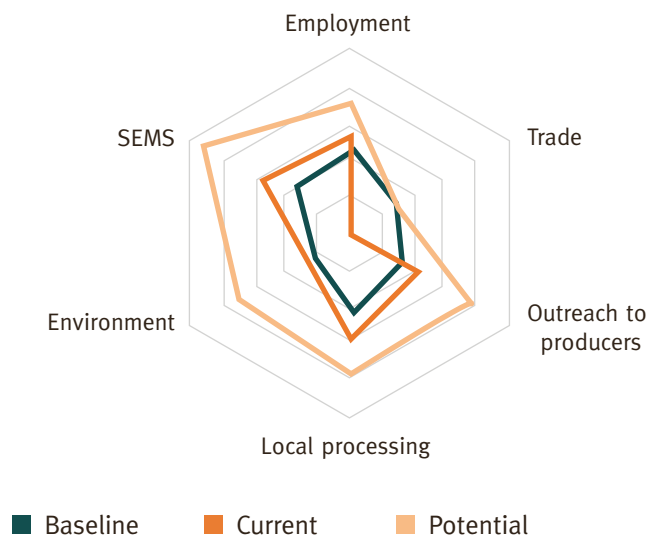 Employment
SEMS
Trade
Environment
Outreach to
producers
Local processing
Baseline
Current
Potential